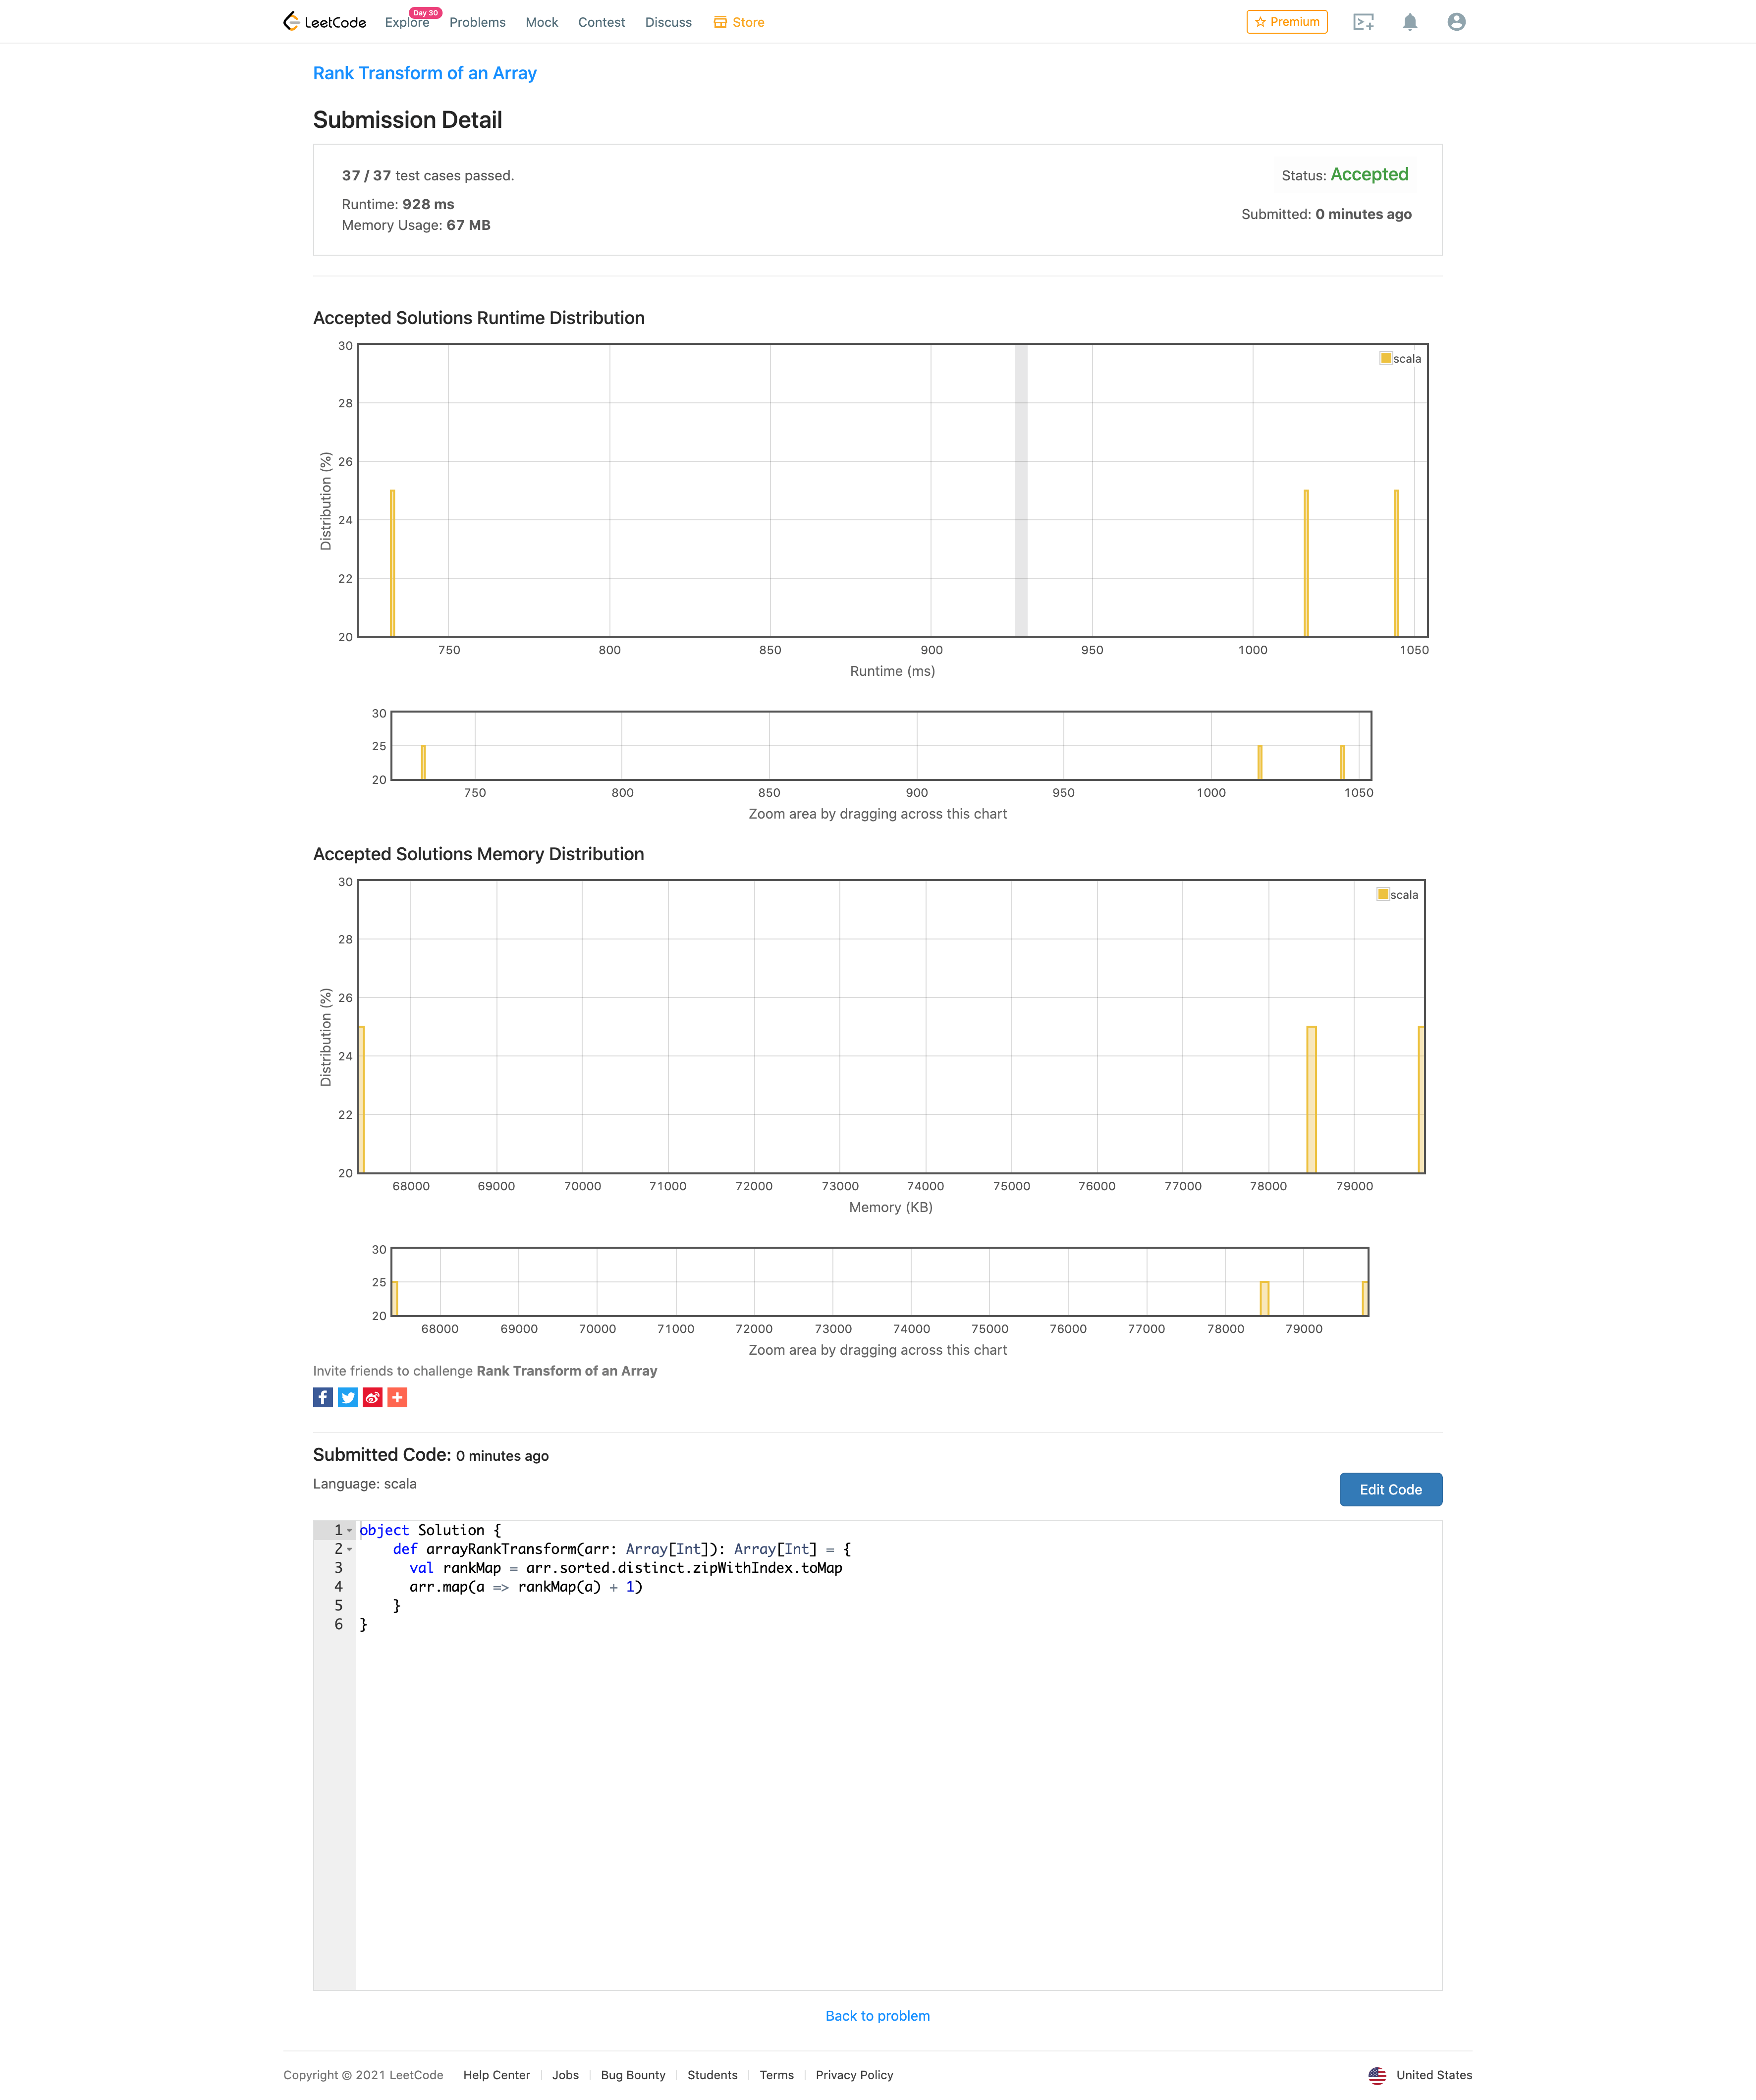 LeetCode
Explore
Day 30
Problems
Mock
Contest
Discuss
Store
Premium
Rank Transform of an Array
Submission Detail
37 / 37 test cases passed.
Status: Accepted
Runtime: 928 ms
Submitted: 0 minutes ago
Memory Usage: 67 MB
Accepted Solutions Runtime Distribution
30
28
26
24
22
20
Distribution (%)
scala
750 800 850 900 950 1000 1050
Runtime (ms)
30
25
20
750 800 850 900 950 1000 1050
Zoom area by dragging across this chart
Accepted Solutions Memory Distribution
30
28
26
24
22
20
Distribution (%)
scala
68000 69000 70000 71000 72000 73000 74000 75000 76000 77000 78000 79000
Memory (KB)
30
25
20
68000 69000 70000 71000 72000 73000 74000 75000 76000 77000 78000 79000
Zoom area by dragging across this chart
Invite friends to challenge Rank Transform of an Array
Submitted Code: 0 minutes ago
Language: scala
Edit Code
1 object Solution {
2     def arrayRankTransform(arr: Array[Int]): Array[Int] = {
3       val rankMap = arr.sorted.distinct.zipWithIndex.toMap
4       arr.map(a => rankMap(a) + 1)
5     }
6 }
Back to problem
Copyright © 2021 LeetCode
Help Center
Jobs
Bug Bounty
Students
Terms
Privacy Policy
United States